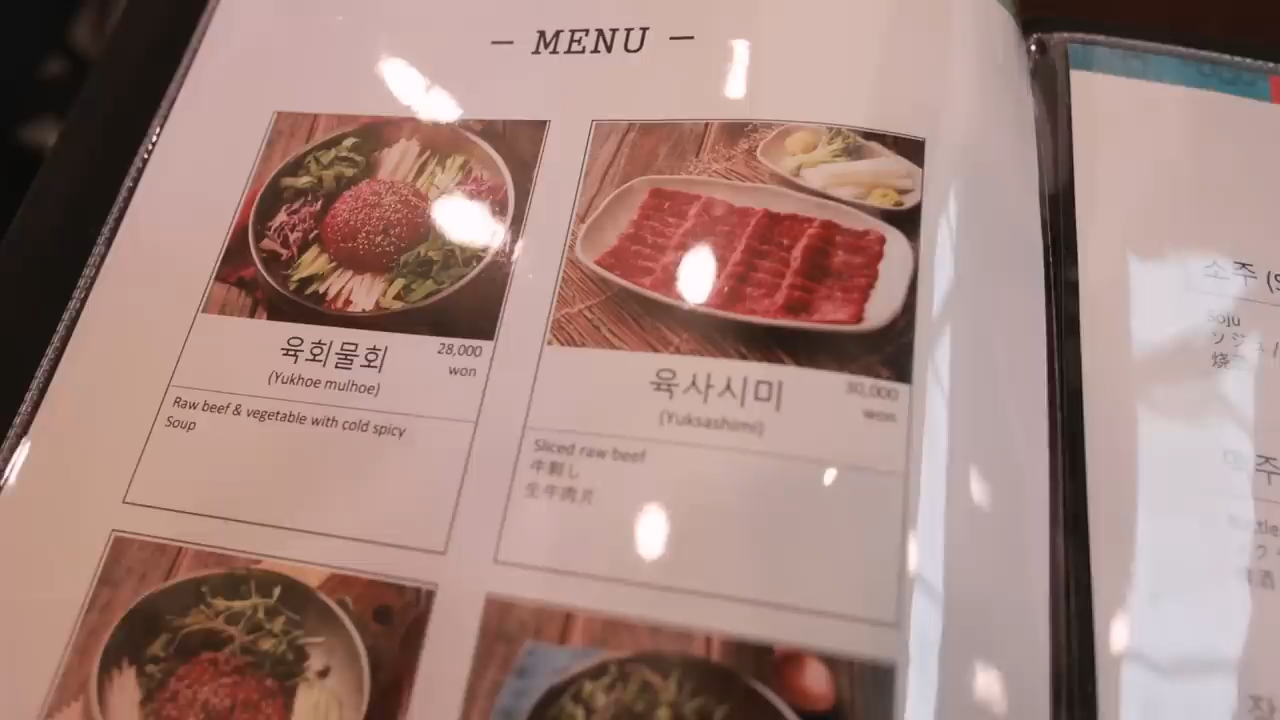 — MENU —
육회물회
28,000
won
(Yukhoe mulhoe)
Raw beef & vegetable with cold spicy
Soup
육사시미
30,000
won
(Yuksashimi)
Sliced raw beef
牛刺し
生牛肉片
소주
Soju